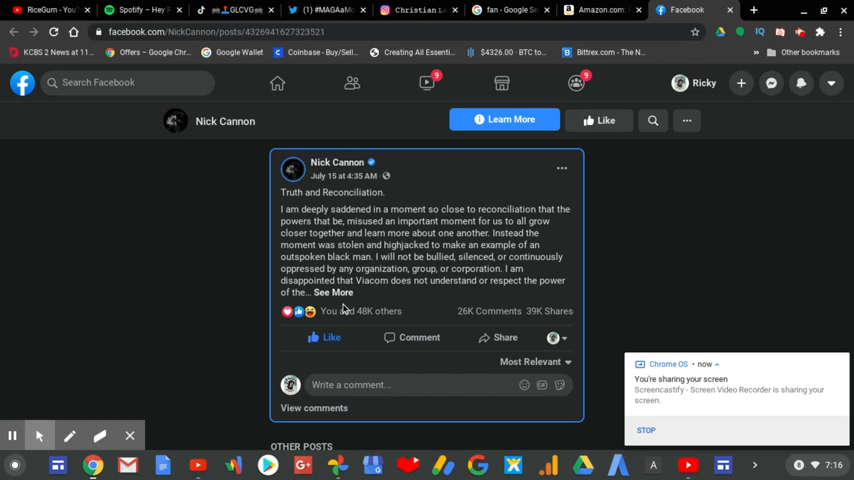 RiceGum - You
Spotify – Hey F
GLCVG
(1) #MAGAaMo
Christian L
fan - Google Se
Amazon.com:
Facebook
facebook.com/NickCannon/posts/4326941627323521
KCBS 2 News at 11...
Offers – Google Chr...
Google Wallet
Coinbase - Buy/Sell...
Creating All Essenti...
$4326.00 - BTC to...
Bittrex.com - The N...
»
Other bookmarks
Search Facebook
9
9
Ricky
Nick Cannon
Learn More
Like
Nick Cannon
July 15 at 4:35 AM ·
Truth and Reconciliation.
I am deeply saddened in a moment so close to reconciliation that the
powers that be, misused an important moment for us to all grow
closer together and learn more about one another. Instead the
moment was stolen and highjacked to make an example of an
outspoken black man. I will not be bullied, silenced, or continuously
oppressed by any organization, group, or corporation. I am
disappointed that Viacom does not understand or respect the power
of the... See More
You and 48K others
26K Comments 39K Shares
Like
Comment
Share
Most Relevant
Write a comment...
GIF
View comments
OTHER POSTS
Chrome OS • now
You're sharing your screen
Screencastify - Screen Video Recorder is sharing your
screen.
STOP
8
7:16